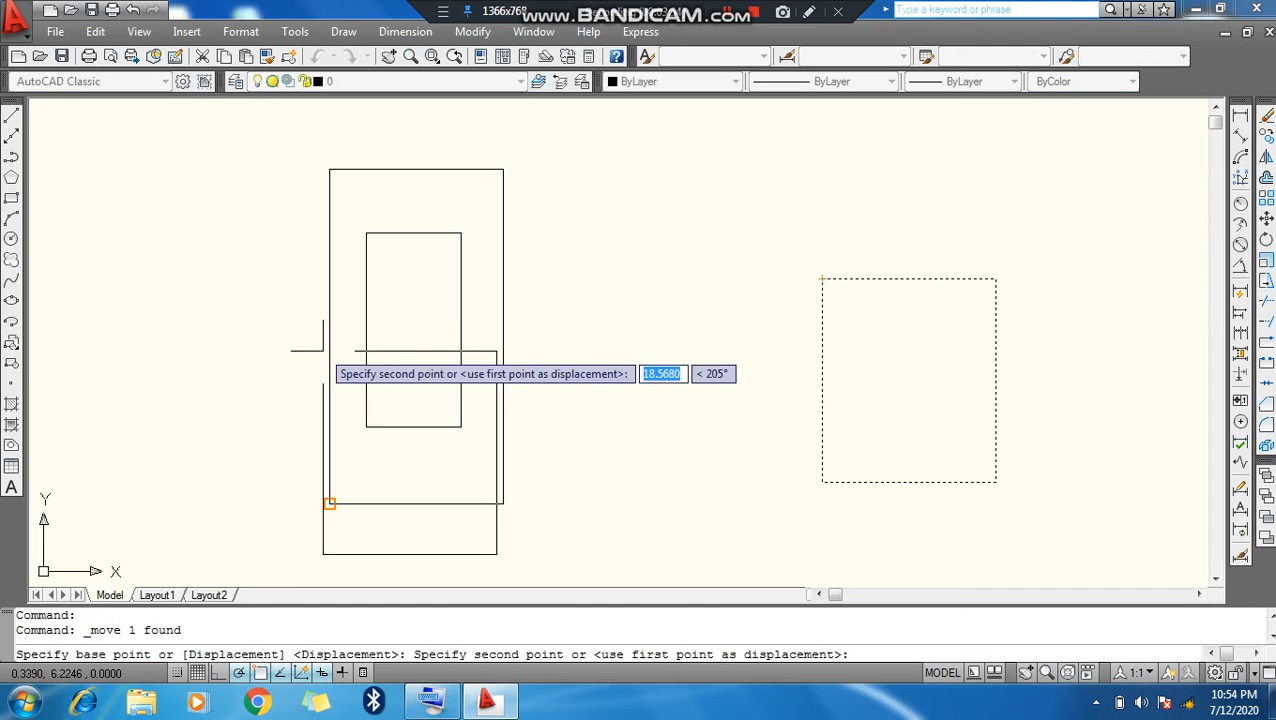 1366x768
www.BANDICAM.com
Type a keyword or phrase
File Edit View Insert Format Tools Draw Dimension Modify Window Help Express
AutoCAD Classic
0
ByLayer
ByLayer
ByLayer
ByColor
Specify second point or <use first point as displacement>: 18.5680 < 205°
Y
X
Model Layout1 Layout2
Command:
Command: _move 1 found
Specify base point or [Displacement] <Displacement>: Specify second point or <use first point as displacement>:
0.3390, 6.2246, 0.0000
MODEL
1:1
10:54 PM
7/12/2020